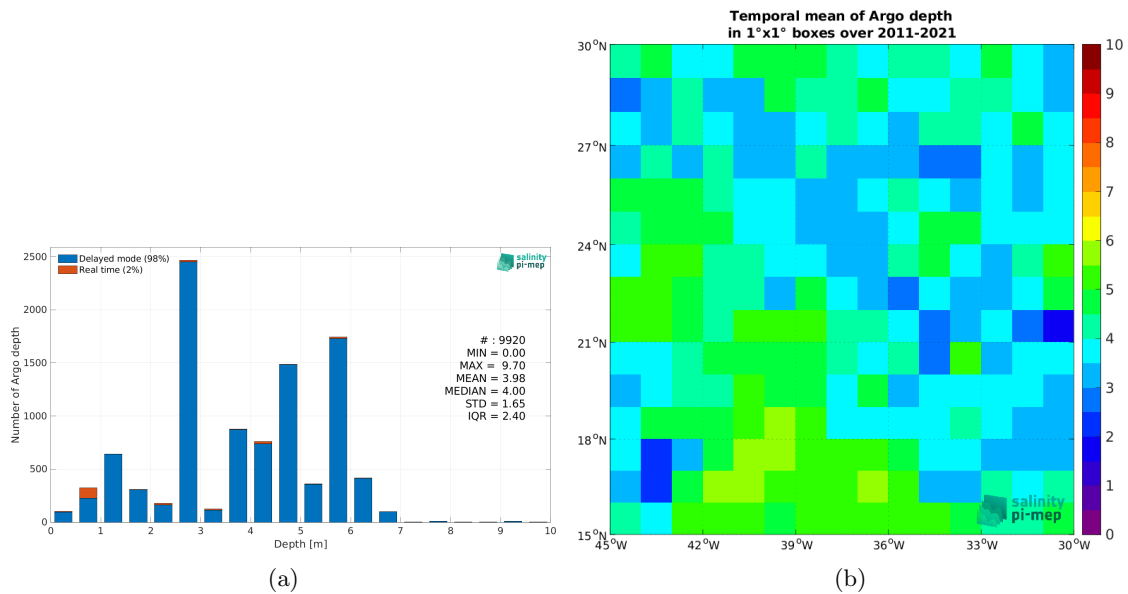 Delayed mode (98%)
Real time (2%)
salinity
pi-mep
# : 9920
MIN = 0.00
MAX = 9.70
MEAN = 3.98
MEDIAN = 4.00
STD = 1.65
IQR = 2.40
Number of Argo depth
2500
2000
1500
1000
500
0
0 1 2 3 4 5 6 7 8 9 10
Depth [m]
(a)
Temporal mean of Argo depth
in 1°x1° boxes over 2011-2021
30°N
27°N
24°N
21°N
18°N
15°N
45°W 42°W 39°W 36°W 33°W 30°W
salinity
pi-mep
10
9
8
7
6
5
4
3
2
1
0
(b)